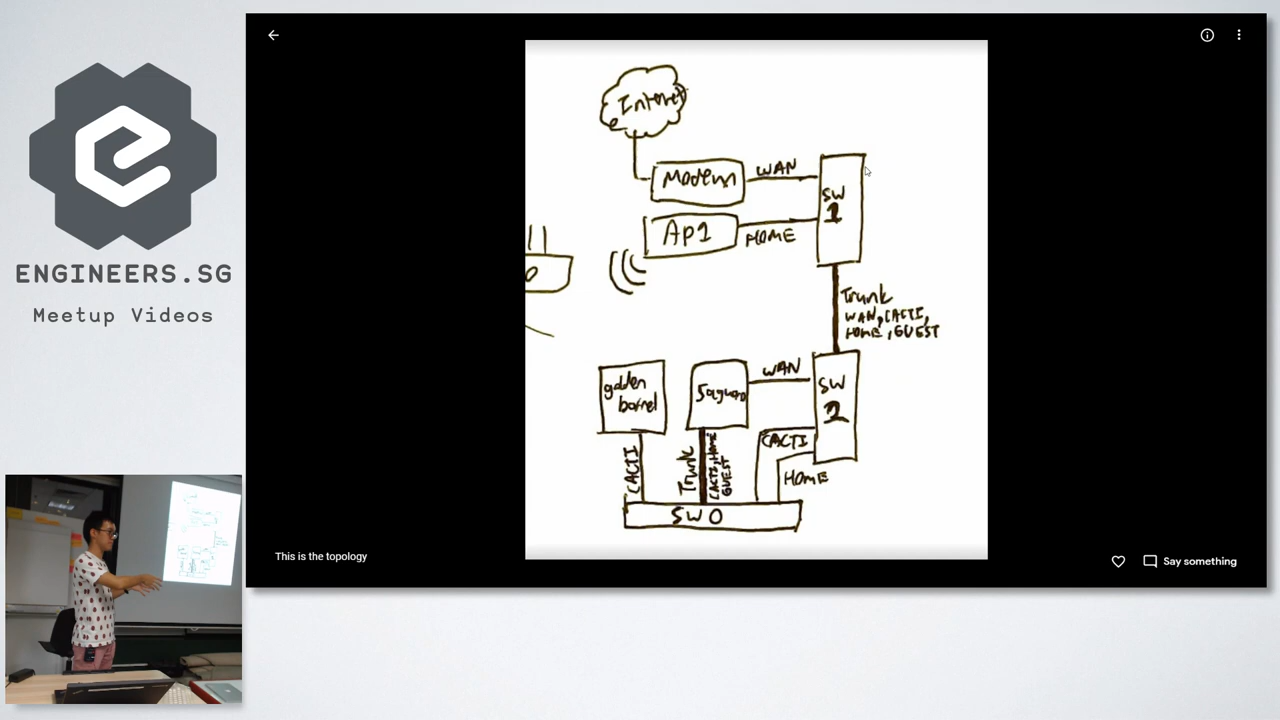 ENGINEERS.SG
Meetup Videos
Internet
Modem
WAN
SW
1
AP1
HOME
Trunk
WAN, CACTI,
HOME, GUEST
golden
barrel
Saguaro
WAN
SW
2
CACTI
Trunk
CACTI, HOME
GUEST
CACTI
HOME
SW 0
This is the topology
Say something